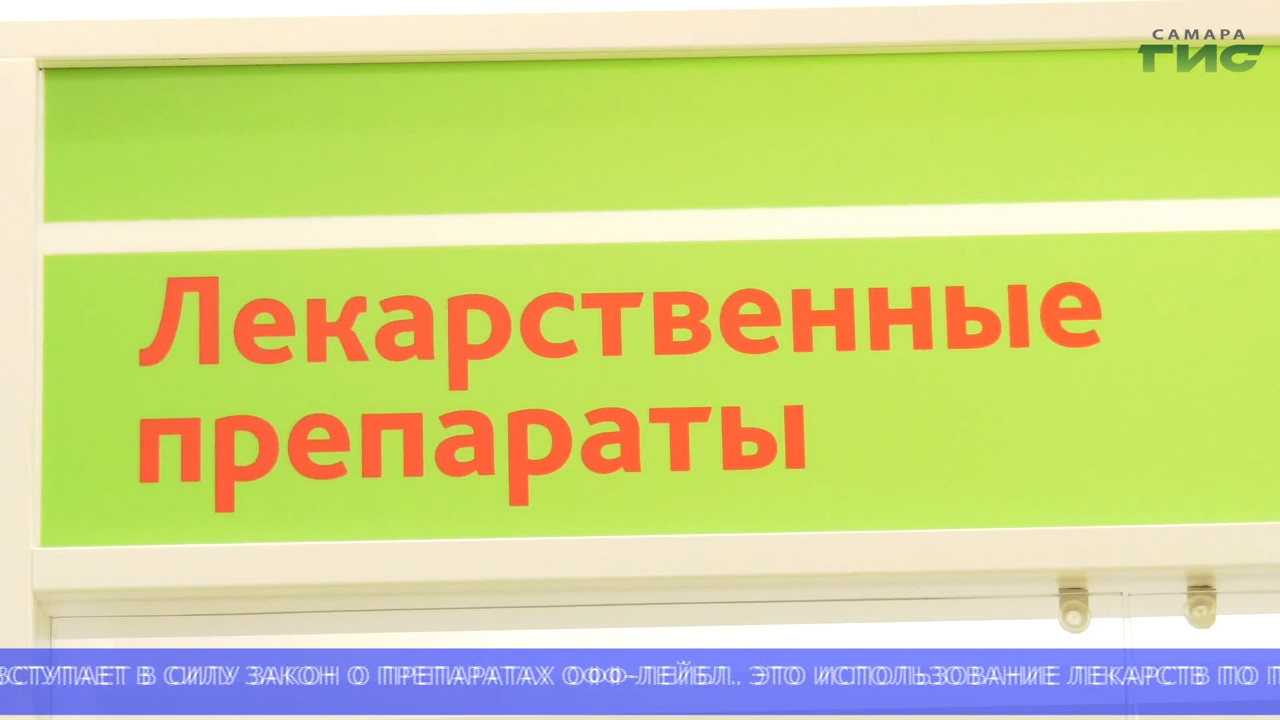 САМАРА
ГИС
Лекарственные
препараты
ВСТУПАЕТ В СИЛУ ЗАКОН О ПРЕПАРАТАХ ОФФ-ЛЕЙБЛ. ЭТО ИСПОЛЬЗОВАНИЕ ЛЕКАРСТВ ПО